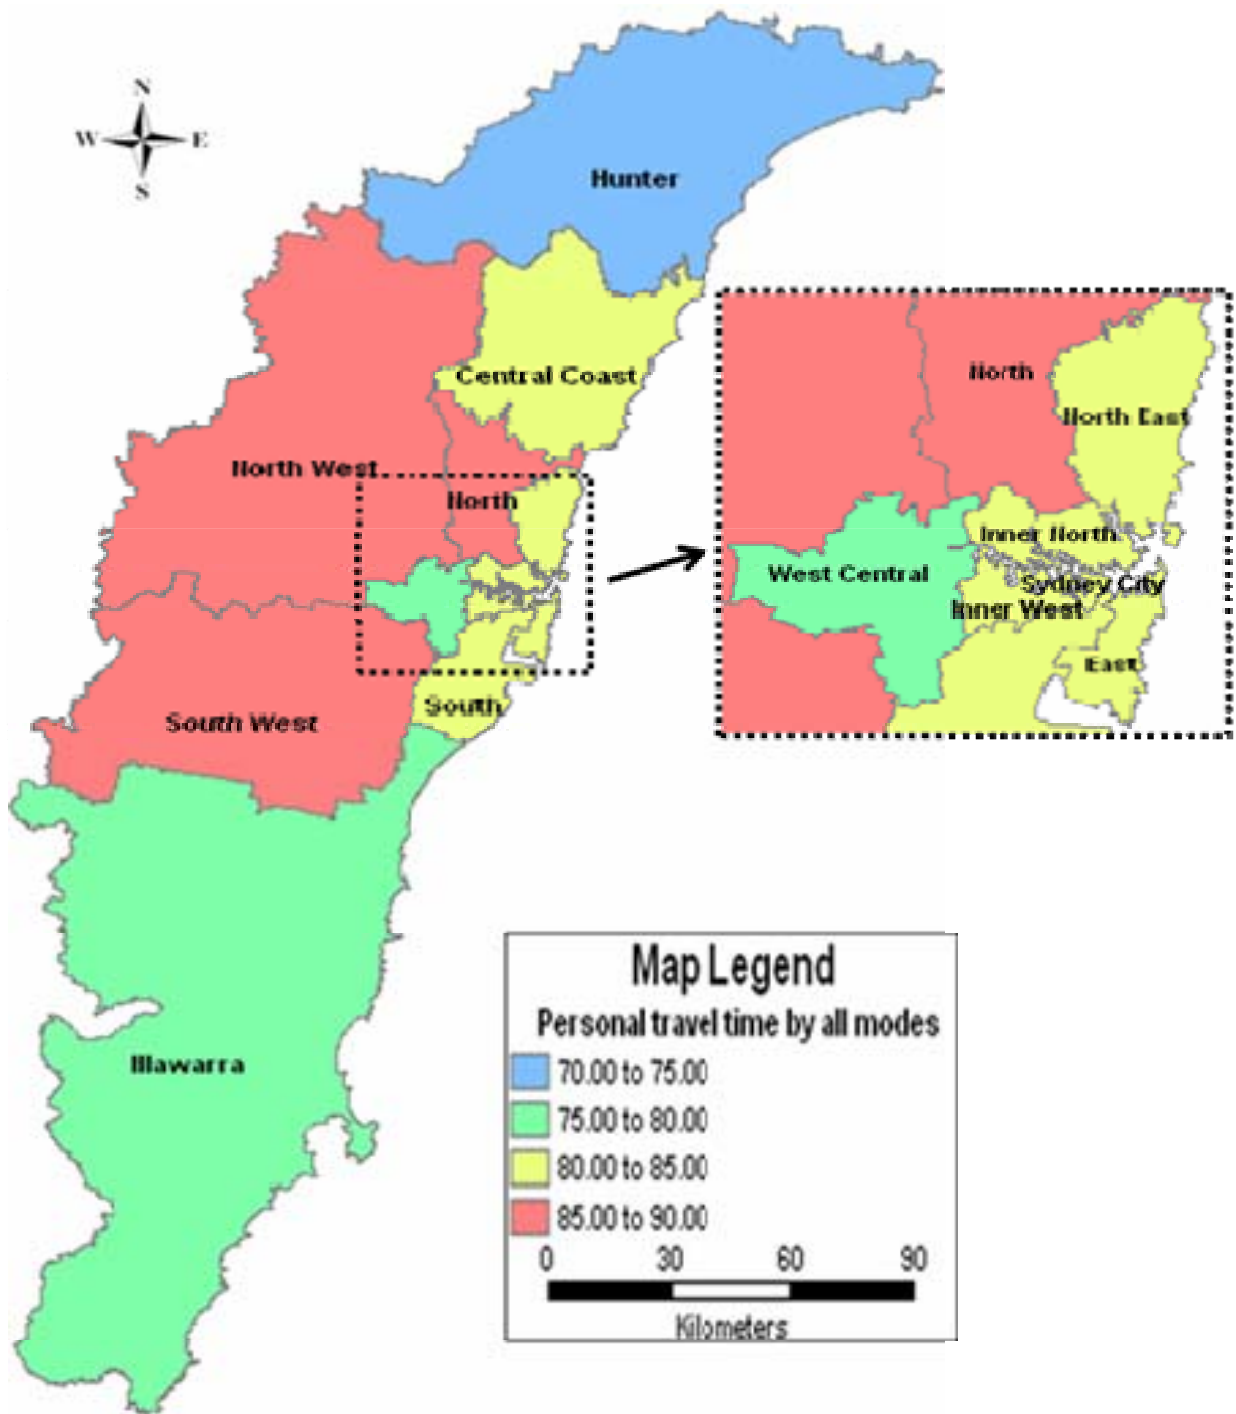 N
W E
S
Hunter
Central Coast
North West
North
South West
South
Illawarra
North
North East
Inner North
West Central
Sydney City
Inner West
East
Map Legend
Personal travel time by all modes
70.00 to 75.00
75.00 to 80.00
80.00 to 85.00
85.00 to 90.00
0 30 60 90
Kilometers